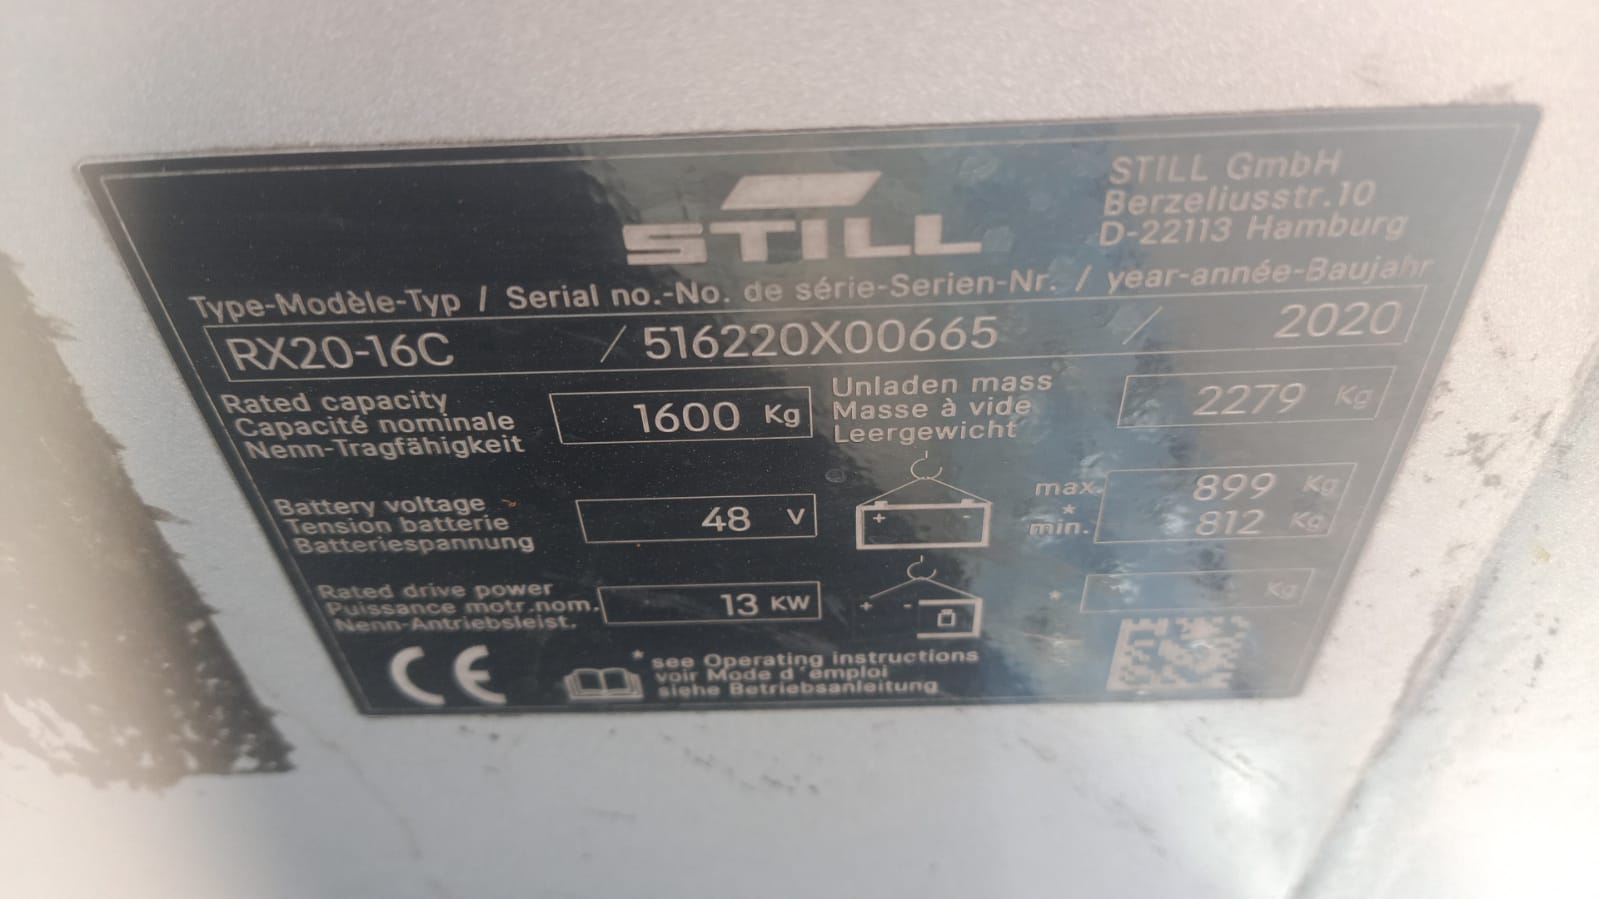 STILL
STILL GmbH
Berzeliusstr.10
D-22113 Hamburg
Type-Modèle-Typ / Serial no.-No. de série-Serien-Nr. / year-année-Baujahr
RX20-16C / 516220X00665 / 2020
Rated capacity
Capacité nominale
Nenn-Tragfähigkeit
1600 Kg
Unladen mass
Masse à vide
Leergewicht
2279 Kg
Battery voltage
Tension batterie
Batteriespannung
48 V
+ -
max. 899 Kg
*
min. 812 Kg
Rated drive power
Puissance motr.nom.
Nenn-Antriebsleist.
13 KW
+ -
* Kg
CE
* see Operating instructions
voir Mode d'emploi
siehe Betriebsanleitung